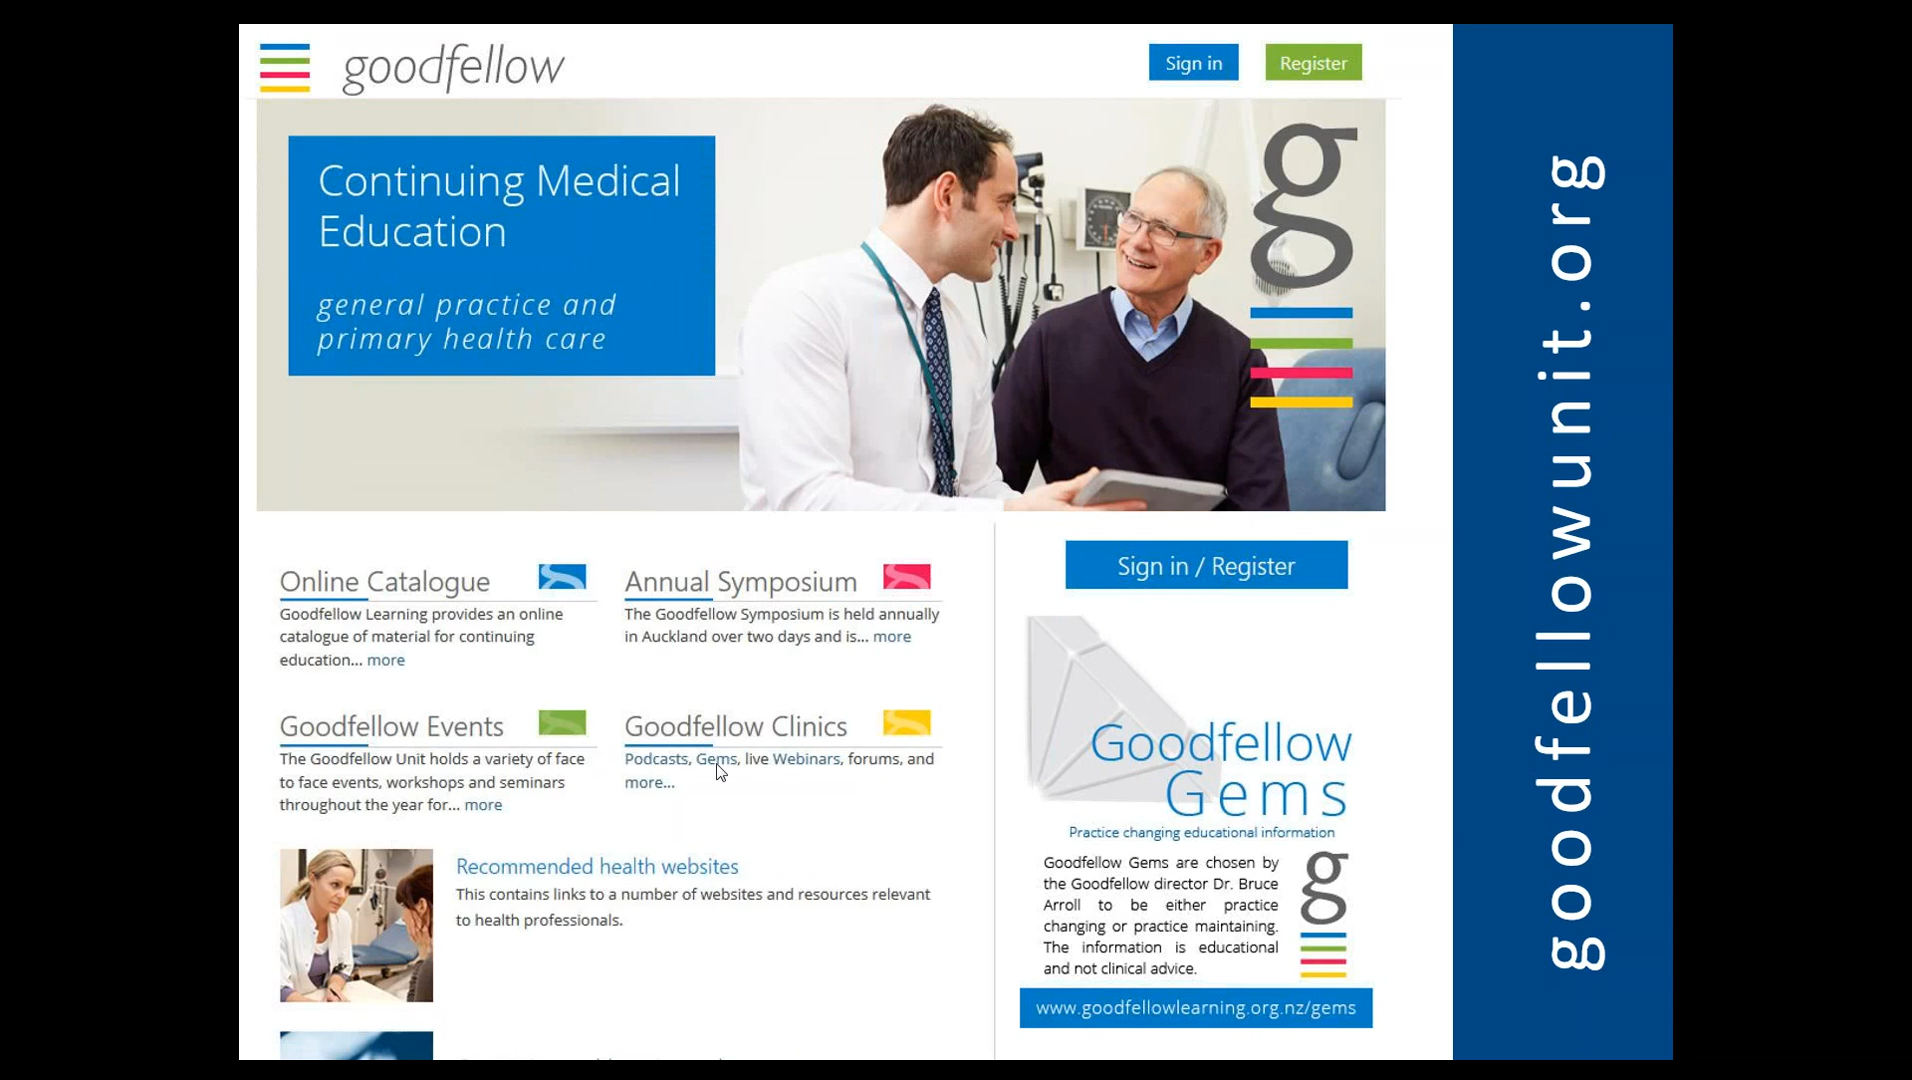 goodfellow
Sign in
Register
Continuing Medical
Education
general practice and
primary health care
g
Online Catalogue
Goodfellow Learning provides an online
catalogue of material for continuing
education... more
Annual Symposium
The Goodfellow Symposium is held annually
in Auckland over two days and is... more
Goodfellow Events
The Goodfellow Unit holds a variety of face
to face events, workshops and seminars
throughout the year for... more
Goodfellow Clinics
Podcasts, Gems, live Webinars, forums, and
more...
Recommended health websites
This contains links to a number of websites and resources relevant
to health professionals.
Sign in / Register
Goodfellow
Gems
Practice changing educational information
Goodfellow Gems are chosen by
the Goodfellow director Dr. Bruce
Arroll to be either practice
changing or practice maintaining.
The information is educational
and not clinical advice.
g
www.goodfellowlearning.org.nz/gems
goodfellowunit.org